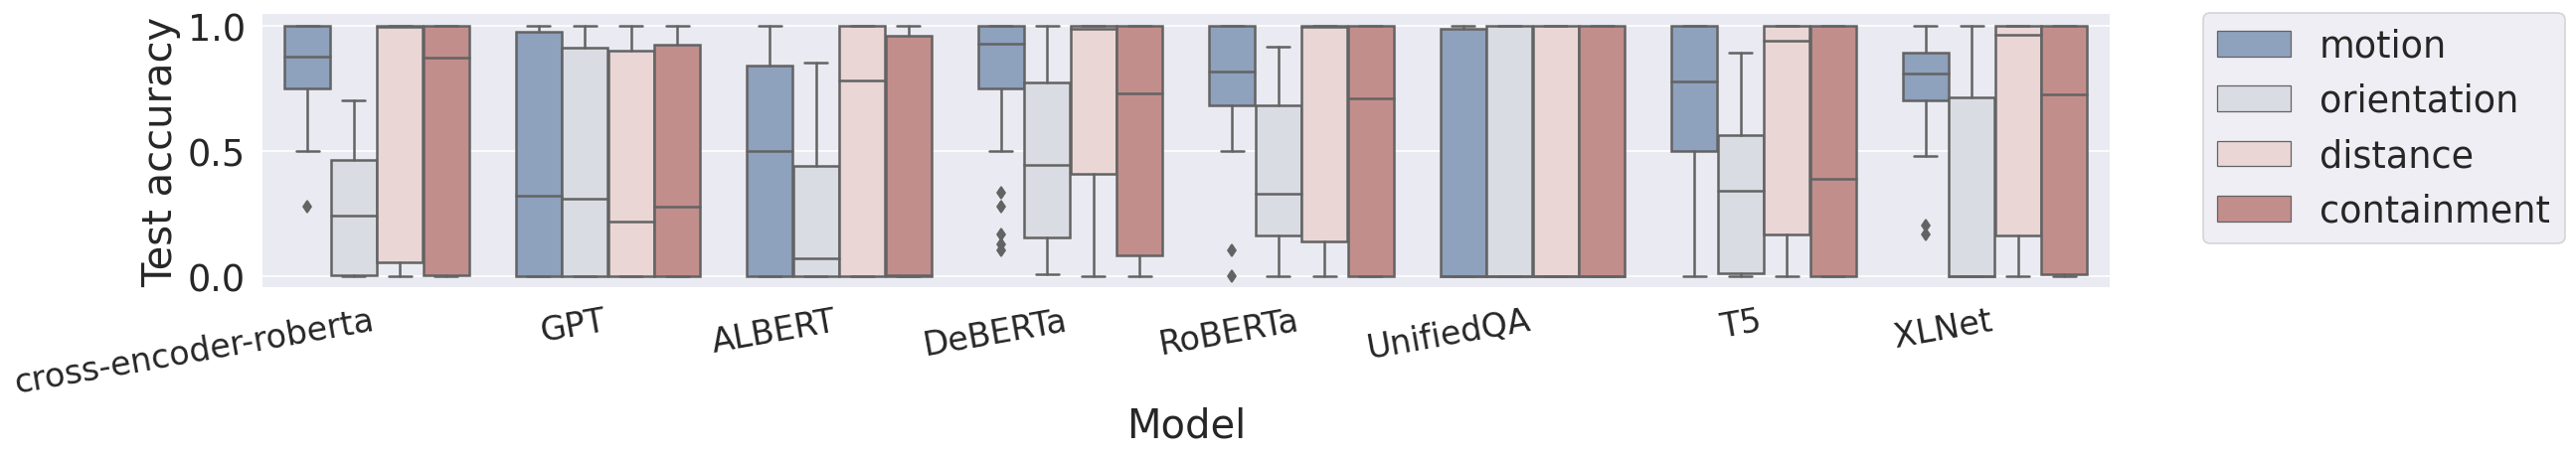 Test accuracy
1.0
0.5
0.0
cross-encoder-roberta
GPT
ALBERT
DeBERTa
RoBERTa
UnifiedQA
T5
XLNet
Model
motion
orientation
distance
containment